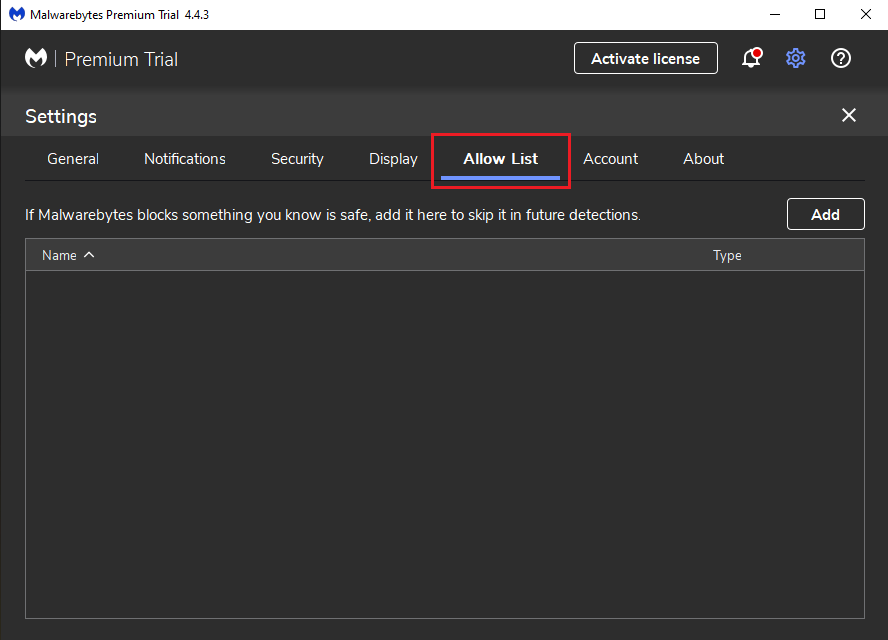 Malwarebytes Premium Trial 4.4.3
Premium Trial
Activate license
Settings
General Notifications Security Display Allow List Account About
If Malwarebytes blocks something you know is safe, add it here to skip it in future detections.
Add
Name Type